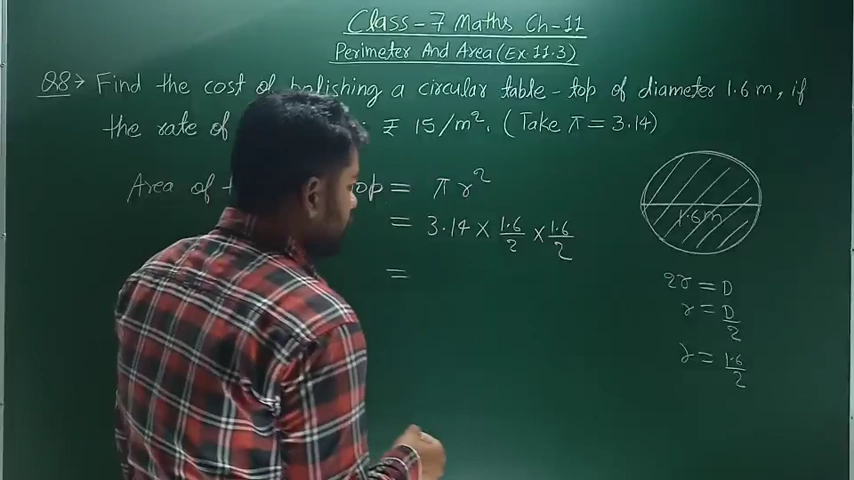 Class-7 Maths Ch-11
Perimeter And Area (Ex.11.3)
Q8→ Find the cost of polishing a circular table-top of diameter 1.6 m, if
the rate of ₹ 15/m². (Take π = 3.14)
Area of top = π r²
= 3.14 × 1.6/2 × 1.6/2
=
1.6m
2r = D
r = D/2
r = 1.6/2